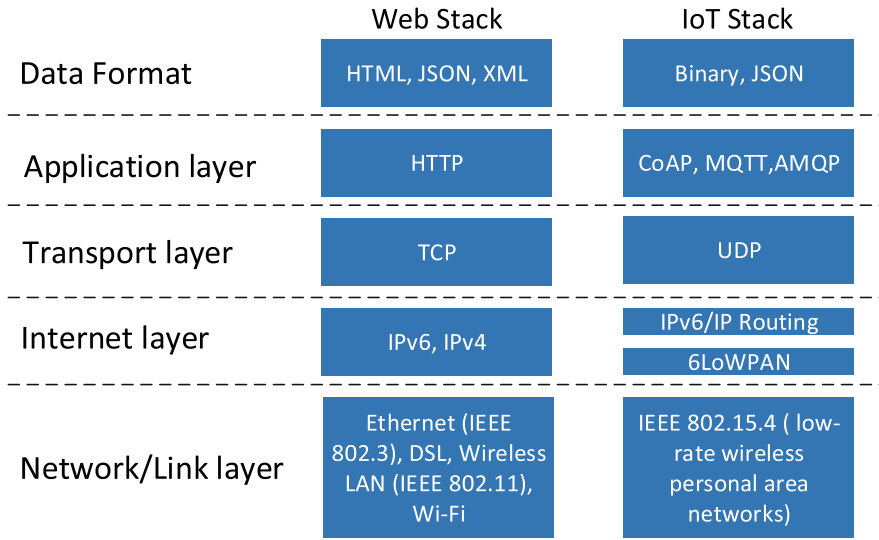 Web Stack
IoT Stack
Data Format
HTML, JSON, XML
Binary, JSON
Application layer
HTTP
CoAP, MQTT,AMQP
Transport layer
TCP
UDP
Internet layer
IPv6, IPv4
IPv6/IP Routing
6LoWPAN
Network/Link layer
Ethernet (IEEE
802.3), DSL, Wireless
LAN (IEEE 802.11),
Wi-Fi
IEEE 802.15.4 ( low-
rate wireless
personal area
networks)